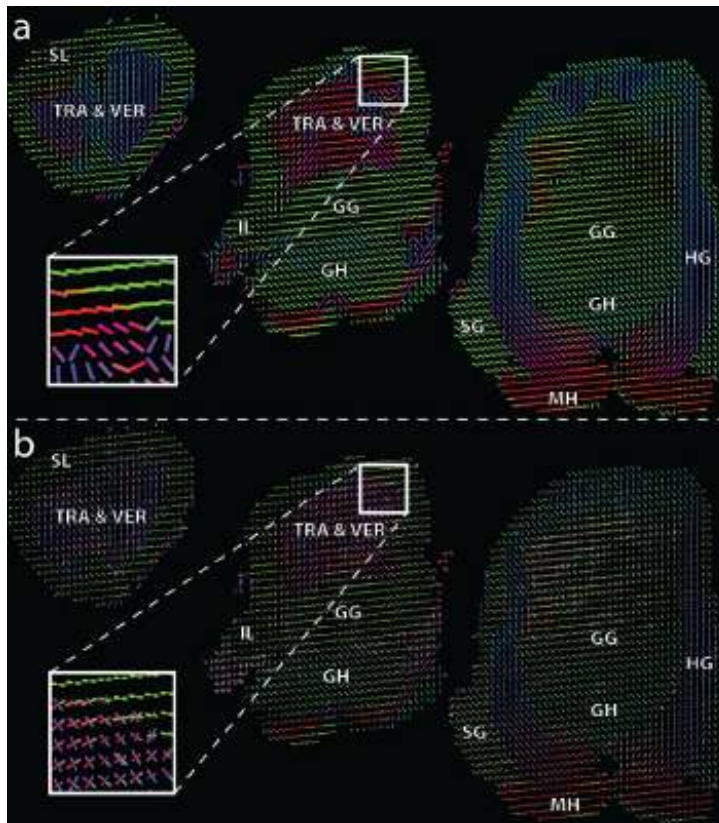 a
SL
TRA & VER
TRA & VER
GG
IL
GH
GG
HG
GH
SG
MH
b
SL
TRA & VER
TRA & VER
GG
IL
GH
GG
HG
GH
SG
MH